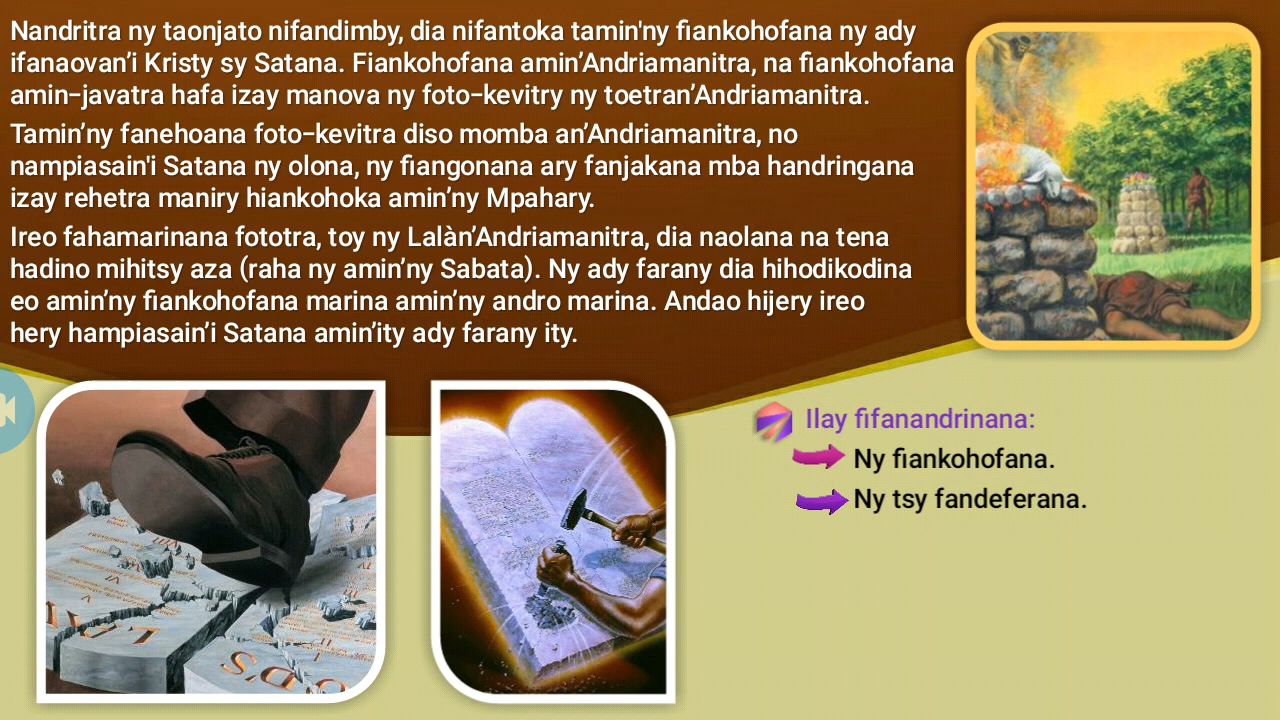 Nandritra ny taonjato nifandimby, dia nifantoka tamin'ny fiankohofana ny ady
ifanaovan’i Kristy sy Satana. Fiankohofana amin’Andriamanitra, na fiankohofana
amin-javatra hafa izay manova ny foto-kevitry ny toetran’Andriamanitra.
Tamin’ny fanehoana foto-kevitra diso momba an’Andriamanitra, no
nampiasain'i Satana ny olona, ny fiangonana ary fanjakana mba handringana
izay rehetra maniry hiankohoka amin’ny Mpahary.
Ireo fahamarinana fototra, toy ny Lalàn’Andriamanitra, dia naolana na tena
hadino mihitsy aza (raha ny amin’ny Sabata). Ny ady farany dia hihodikodina
eo amin’ny fiankohofana marina amin’ny andro marina. Andao hijery ireo
hery hampiasain’i Satana amin’ity ady farany ity.
Ilay fifanandrinana:
Ny fiankohofana.
Ny tsy fandeferana.